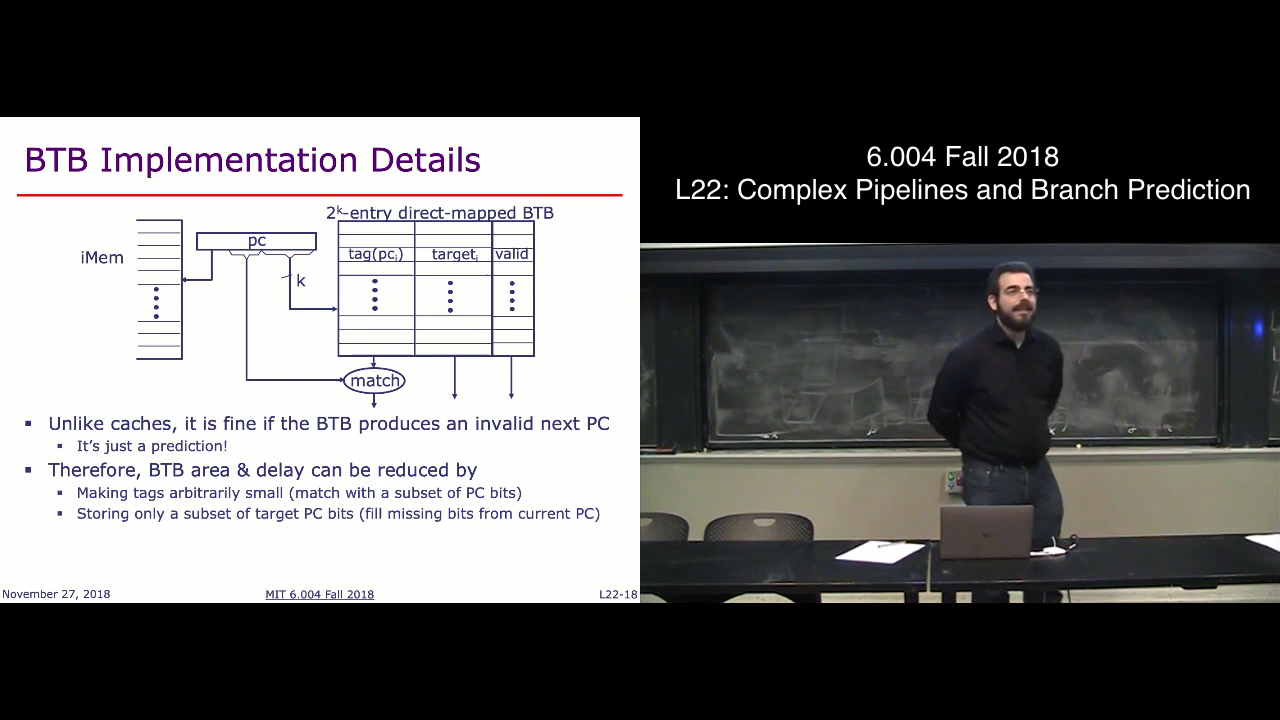 BTB Implementation Details
2ᵏ-entry direct-mapped BTB
iMem
pc
k
tag(pcᵢ) targetᵢ valid
match
▪ Unlike caches, it is fine if the BTB produces an invalid next PC
▪ It's just a prediction!
▪ Therefore, BTB area & delay can be reduced by
▪ Making tags arbitrarily small (match with a subset of PC bits)
▪ Storing only a subset of target PC bits (fill missing bits from current PC)
November 27, 2018 MIT 6.004 Fall 2018 L22-18
6.004 Fall 2018
L22: Complex Pipelines and Branch Prediction